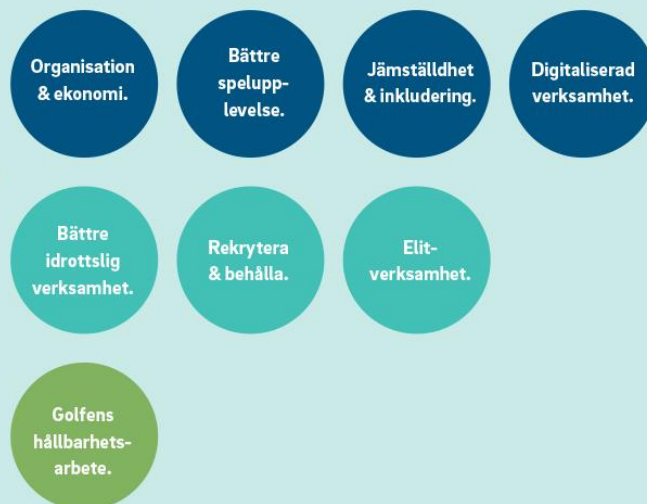 Organisation
& ekonomi.
Bättre
spelupp-
levelse.
Jämställdhet
& inkludering.
Digitaliserad
verksamhet.
Bättre
idrottslig
verksamhet.
Rekrytera
& behålla.
Elit-
verksamhet.
Golfens
hållbarhets-
arbete.